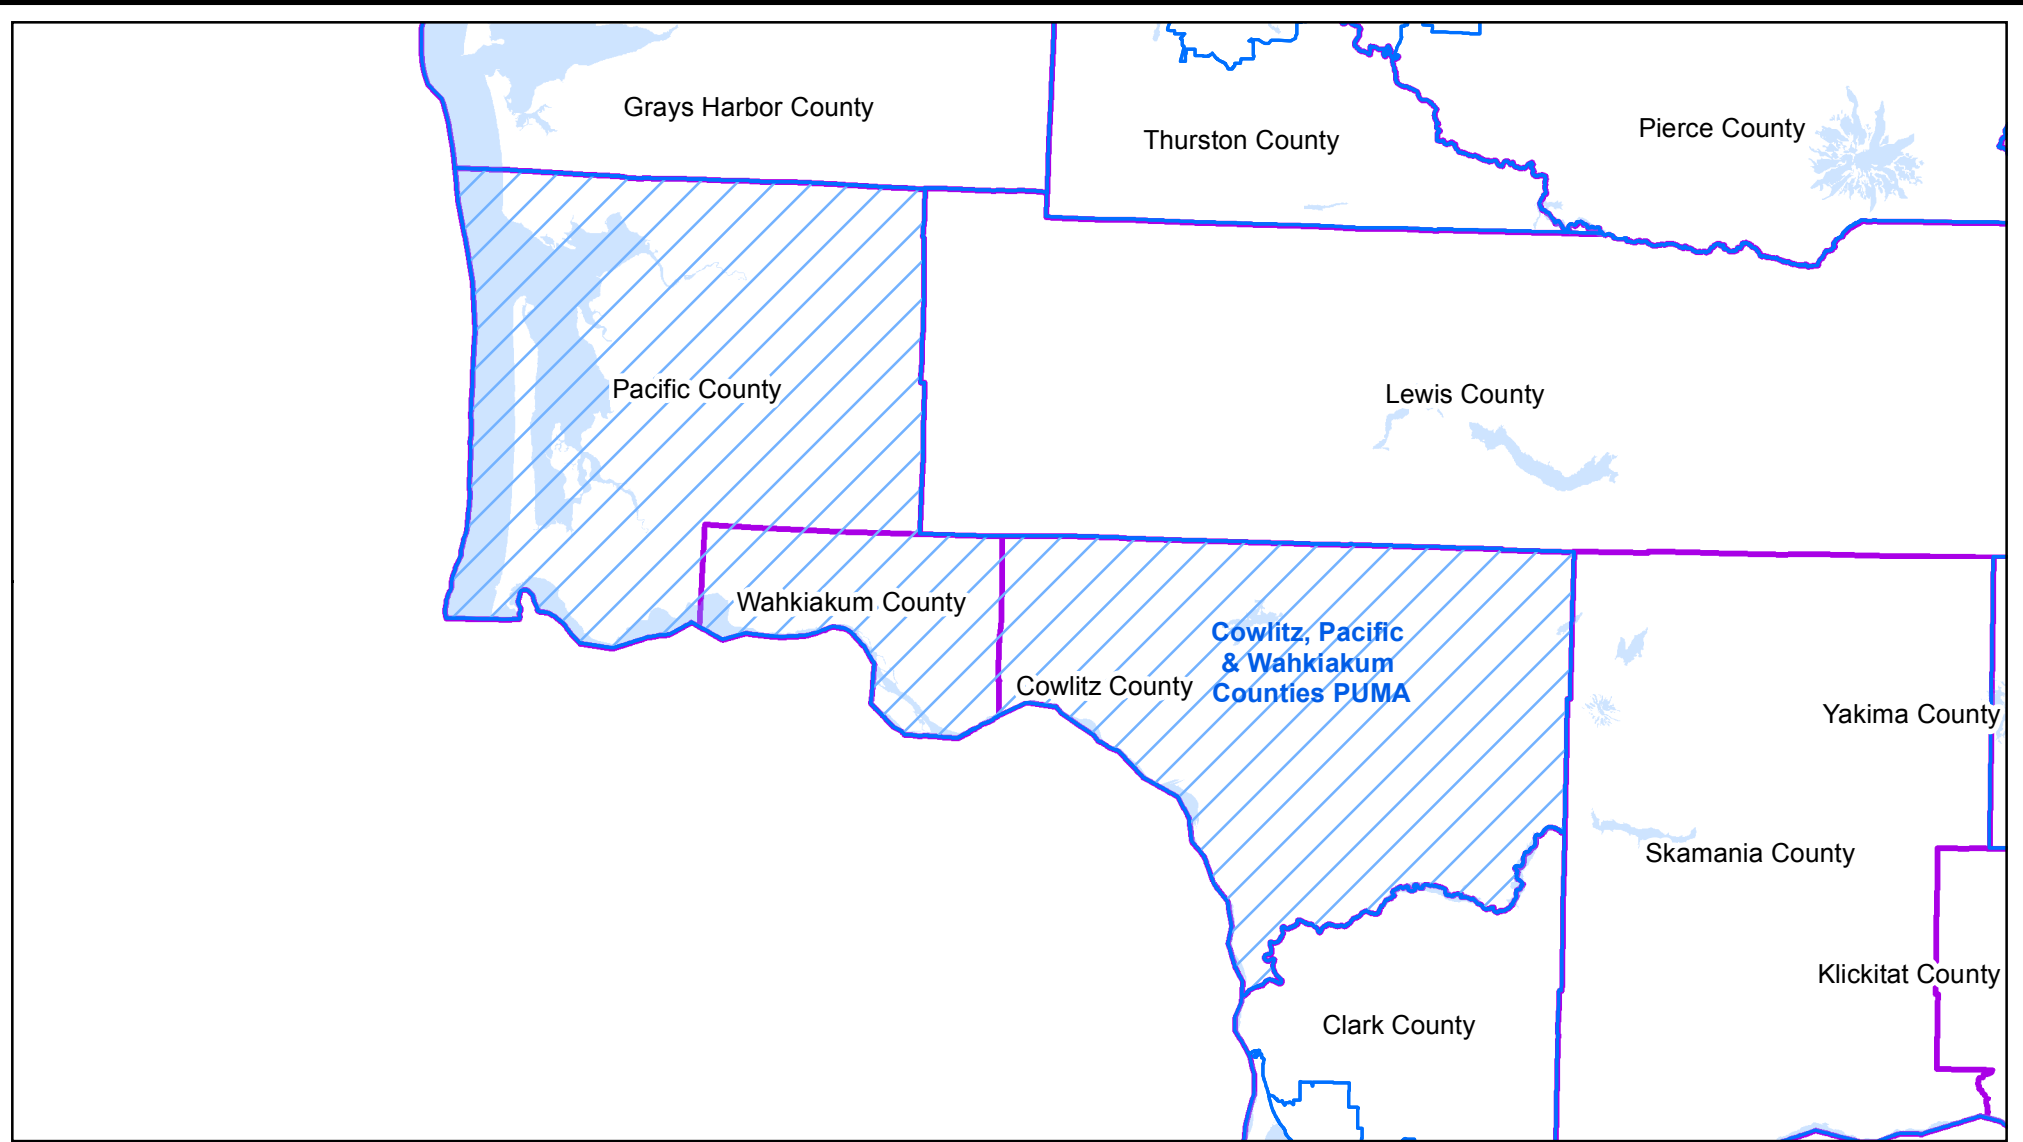 Grays Harbor County
Thurston County
Pierce County
Pacific County
Lewis County
Wahkiakum County
Cowlitz, Pacific
& Wahkiakum
Counties PUMA
Cowlitz County
Yakima County
Skamania County
Klickitat County
Clark County